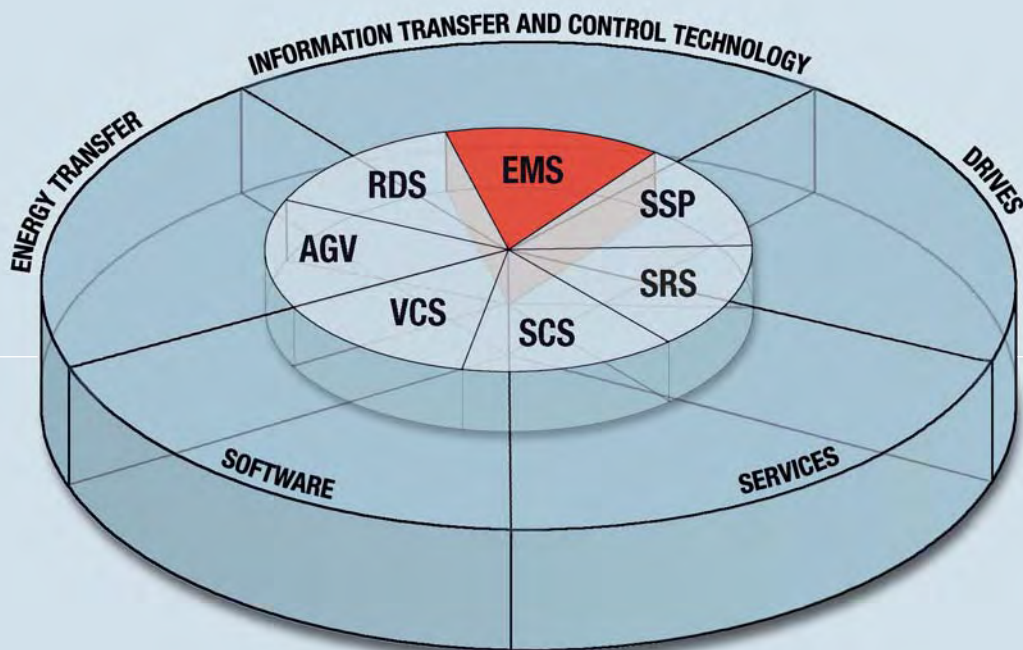 INFORMATION TRANSFER AND CONTROL TECHNOLOGY
ENERGY TRANSFER
DRIVES
EMS
RDS
SSP
AGV
SRS
VCS
SCS
SOFTWARE
SERVICES